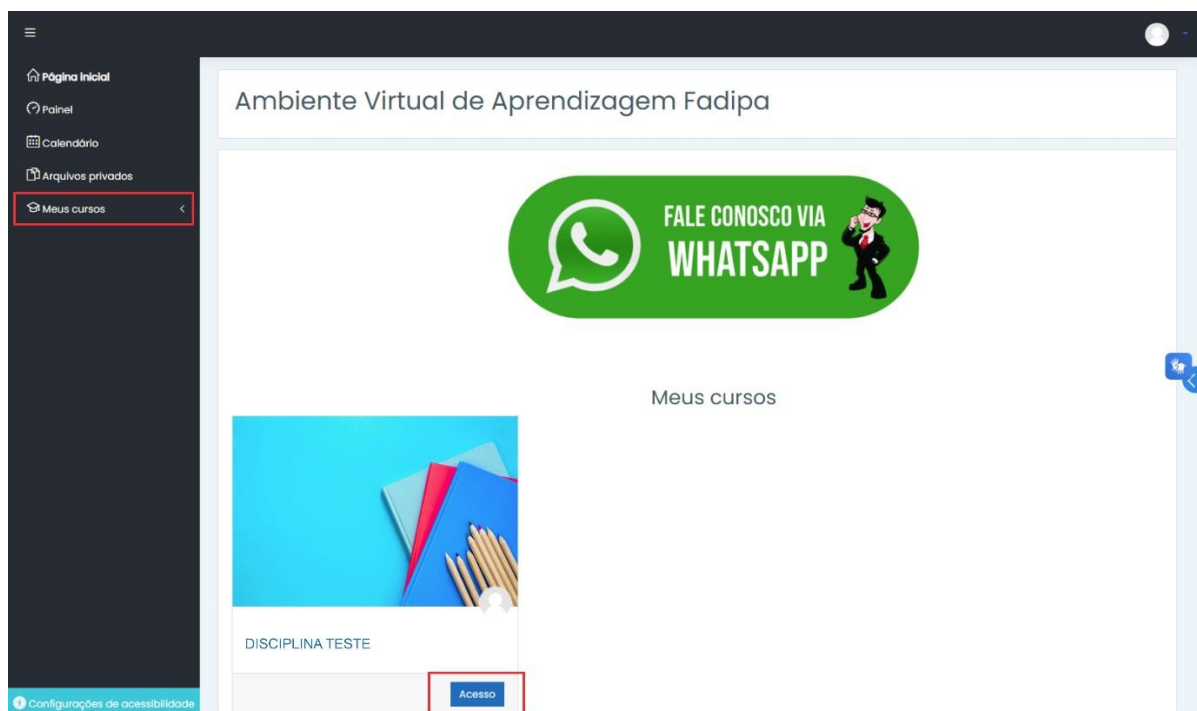 Página inicial
Painel
Calendário
Arquivos privados
Meus cursos
Ambiente Virtual de Aprendizagem Fadipa
FALE CONOSCO VIA
WHATSAPP
Meus cursos
DISCIPLINA TESTE
Acesso
Configurações de acessibilidade